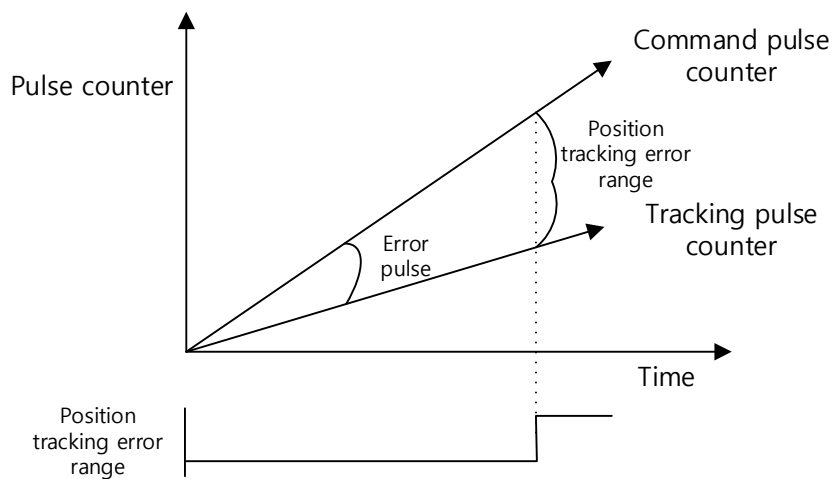 Command pulse
counter
Pulse counter
Position
tracking error
range
Tracking pulse
counter
Error
pulse
Time
Position
tracking error
range